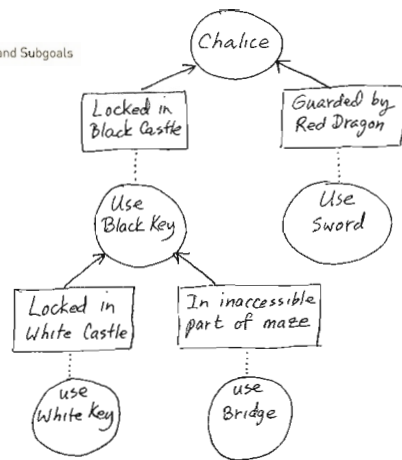 and Subgoals
Chalice
Locked in
Black Castle
Guarded by
Red Dragon
Use
Black Key
Use
Sword
Locked in
White Castle
In inaccessible
part of maze
use
White Key
use
Bridge